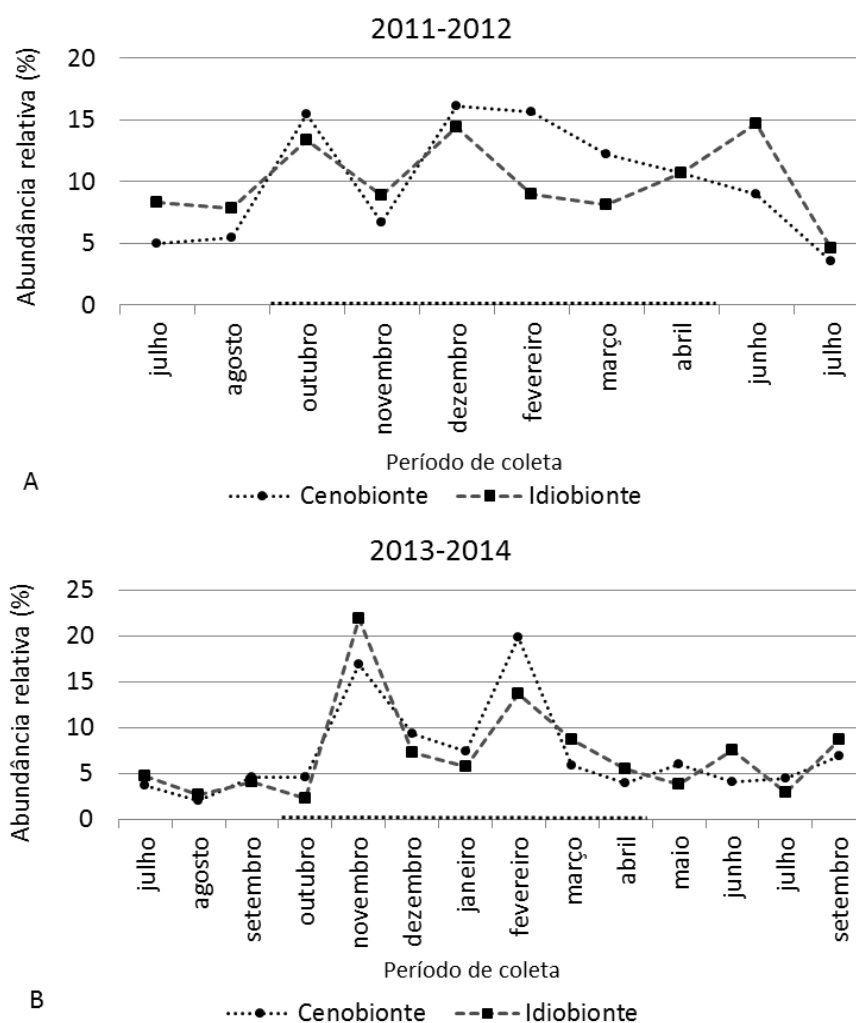 2011-2012
Abundância relativa (%)
20
15
10
5
0
julho
agosto
outubro
novembro
dezembro
fevereiro
março
abril
junho
julho
Período de coleta
A
Cenobionte Idiobionte
2013-2014
Abundância relativa (%)
25
20
15
10
5
0
julho
agosto
setembro
outubro
novembro
dezembro
janeiro
fevereiro
março
abril
maio
junho
julho
setembro
Período de coleta
B
Cenobionte Idiobionte